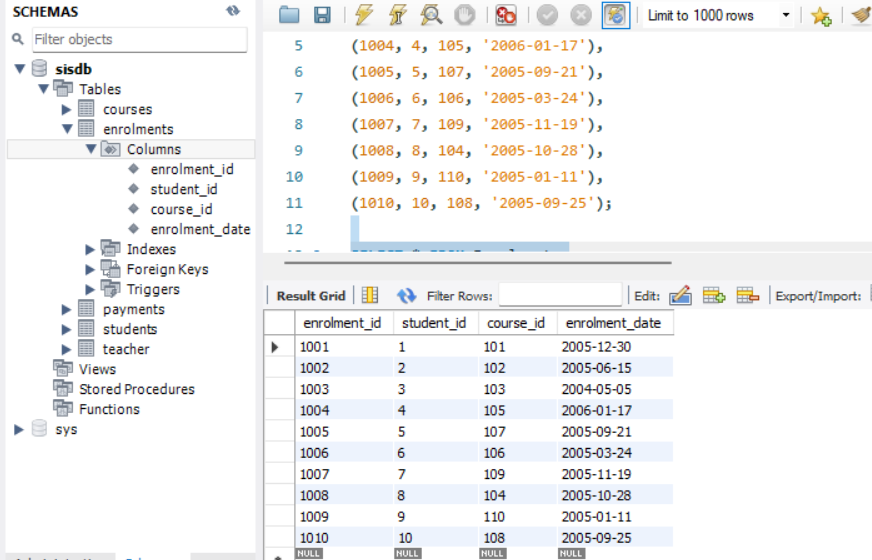 SCHEMAS
Filter objects
sisdb
Tables
courses
enrolments
Columns
enrolment_id
student_id
course_id
enrolment_date
Indexes
Foreign Keys
Triggers
payments
students
teacher
Views
Stored Procedures
Functions
sys
Limit to 1000 rows
5 (1004, 4, 105, '2006-01-17'),
6 (1005, 5, 107, '2005-09-21'),
7 (1006, 6, 106, '2005-03-24'),
8 (1007, 7, 109, '2005-11-19'),
9 (1008, 8, 104, '2005-10-28'),
10 (1009, 9, 110, '2005-01-11'),
11 (1010, 10, 108, '2005-09-25');
12
Result Grid Filter Rows: Edit: Export/Import:
enrolment_id student_id course_id enrolment_date
1001 1 101 2005-12-30
1002 2 102 2005-06-15
1003 3 103 2004-05-05
1004 4 105 2006-01-17
1005 5 107 2005-09-21
1006 6 106 2005-03-24
1007 7 109 2005-11-19
1008 8 104 2005-10-28
1009 9 110 2005-01-11
1010 10 108 2005-09-25
NULL NULL NULL NULL